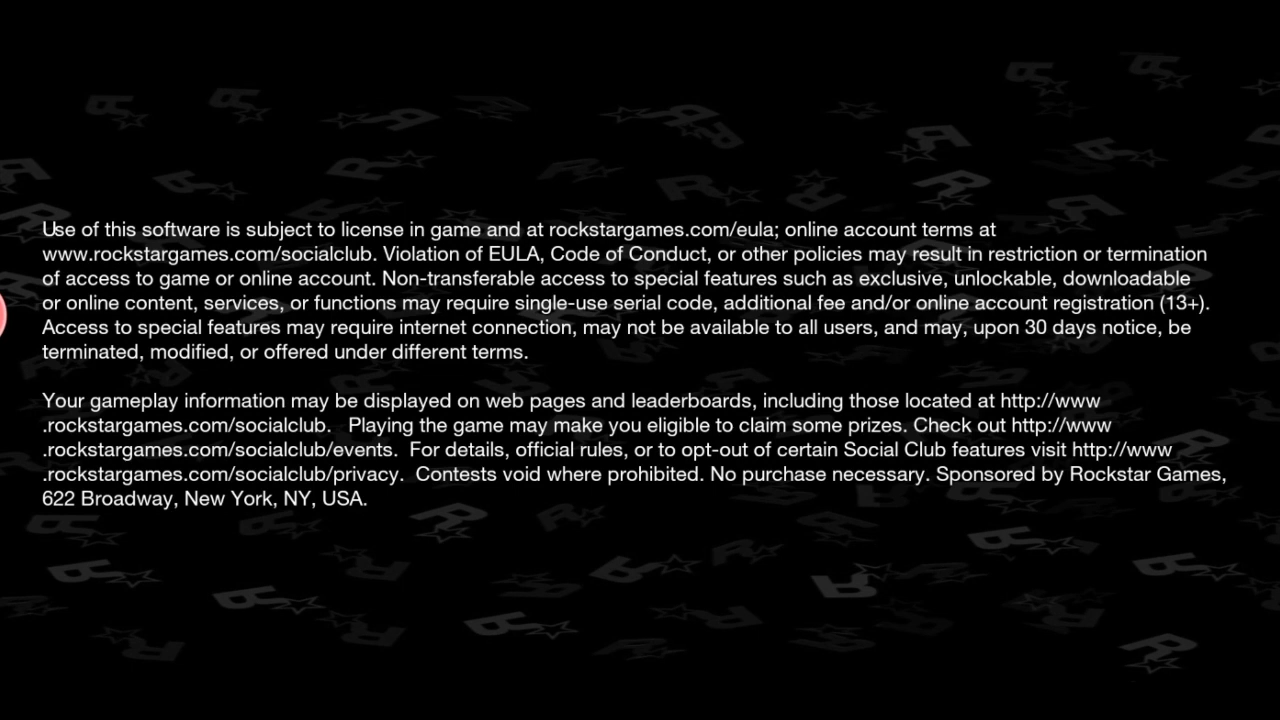 Use of this software is subject to license in game and at rockstargames.com/eula; online account terms at
www.rockstargames.com/socialclub. Violation of EULA, Code of Conduct, or other policies may result in restriction or termination
of access to game or online account. Non-transferable access to special features such as exclusive, unlockable, downloadable
or online content, services, or functions may require single-use serial code, additional fee and/or online account registration (13+).
Access to special features may require internet connection, may not be available to all users, and may, upon 30 days notice, be
terminated, modified, or offered under different terms.
Your gameplay information may be displayed on web pages and leaderboards, including those located at http://www
.rockstargames.com/socialclub.   Playing the game may make you eligible to claim some prizes. Check out http://www
.rockstargames.com/socialclub/events.  For details, official rules, or to opt-out of certain Social Club features visit http://www
.rockstargames.com/socialclub/privacy.  Contests void where prohibited. No purchase necessary. Sponsored by Rockstar Games,
622 Broadway, New York, NY, USA.